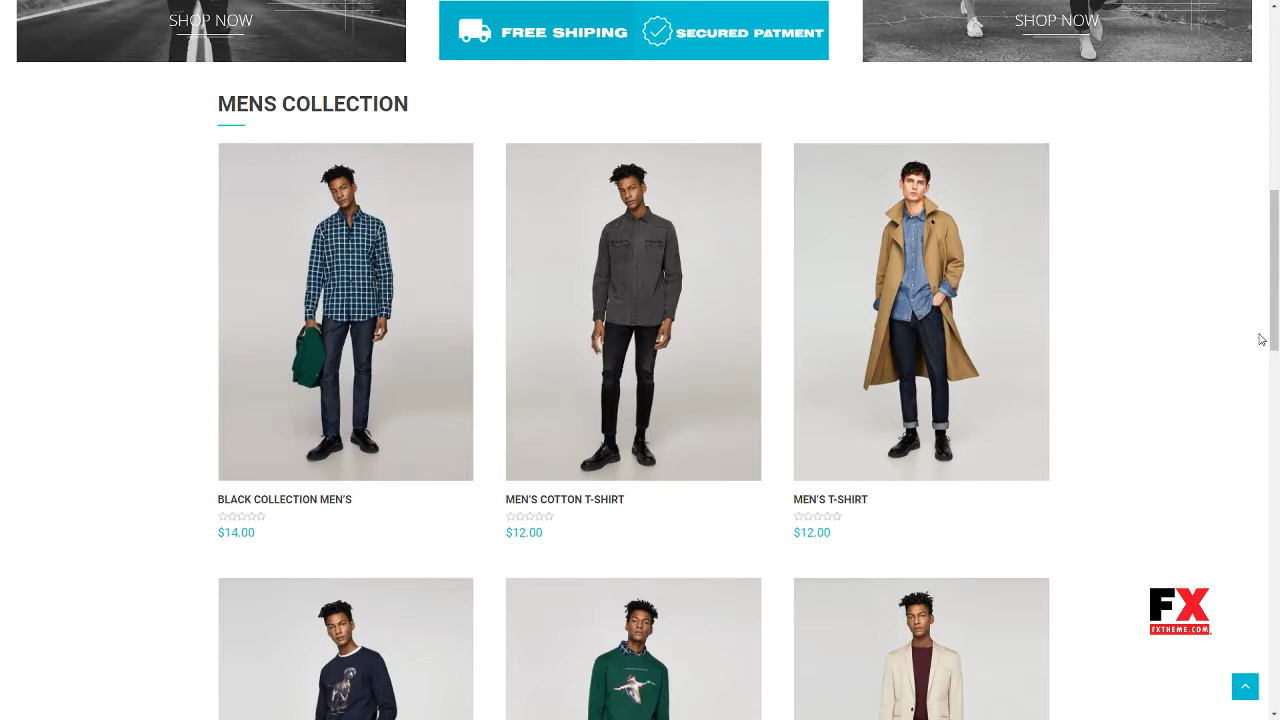 SHOP NOW
FREE SHIPING
SECURED PATMENT
SHOP NOW
MENS COLLECTION
BLACK COLLECTION MEN'S
$14.00
MEN'S COTTON T-SHIRT
$12.00
MEN'S T-SHIRT
$12.00
FX
FXTHEME.COM.